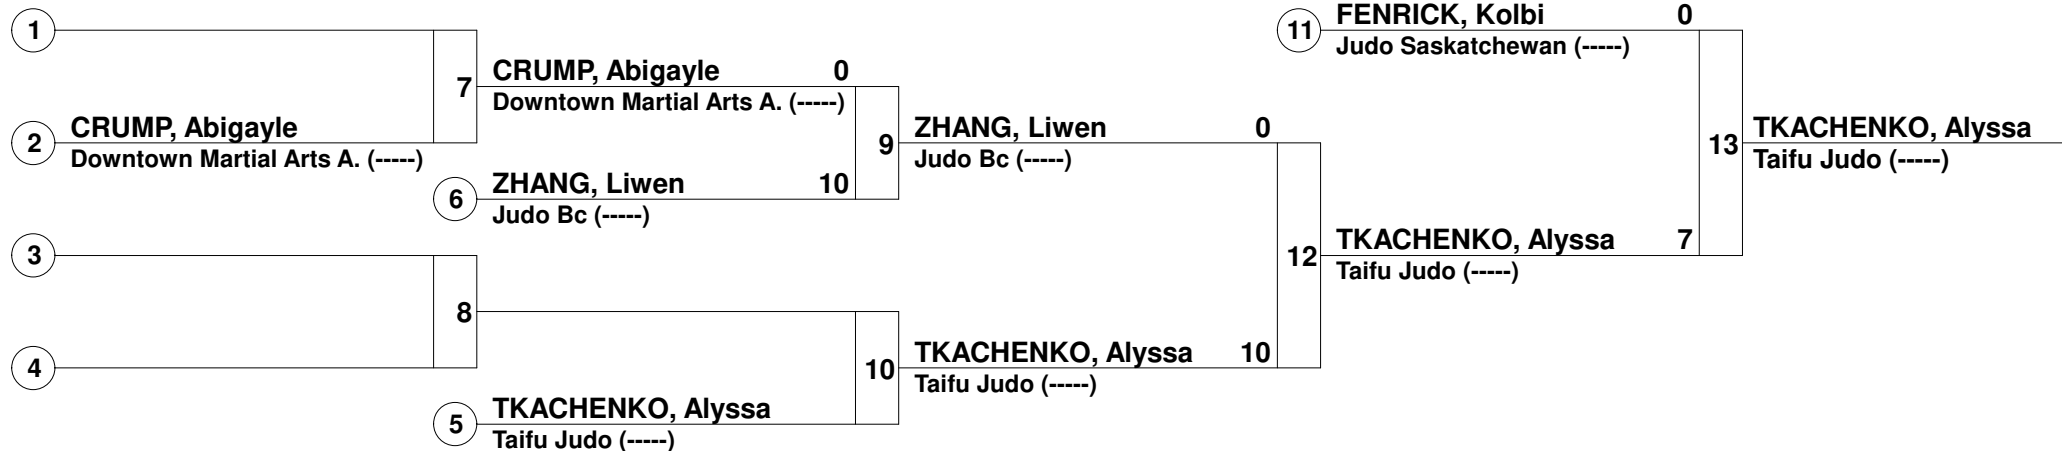 1
2
CRUMP, Abigayle
Downtown Martial Arts A. (-----)
3
4
7
8
CRUMP, Abigayle 0
Downtown Martial Arts A. (-----)
6
ZHANG, Liwen 10
Judo Bc (-----)
5
TKACHENKO, Alyssa
Taifu Judo (-----)
9
10
ZHANG, Liwen 0
Judo Bc (-----)
TKACHENKO, Alyssa 10
Taifu Judo (-----)
12
11
FENRICK, Kolbi 0
Judo Saskatchewan (-----)
TKACHENKO, Alyssa 7
Taifu Judo (-----)
13
TKACHENKO, Alyssa
Taifu Judo (-----)